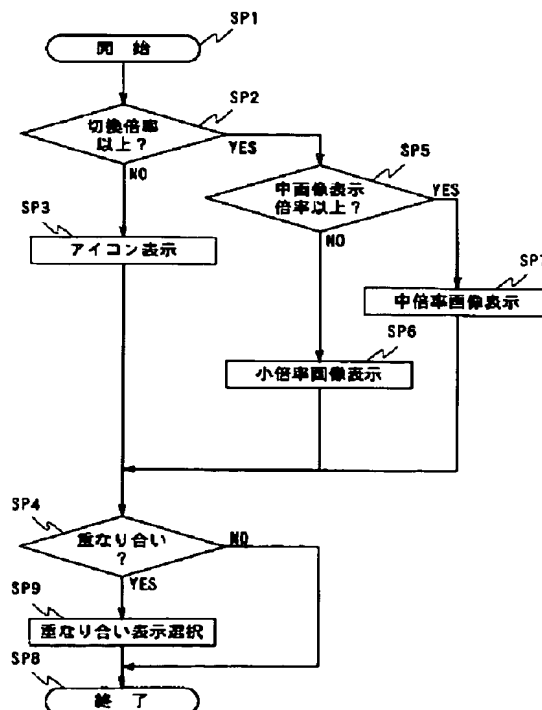 SP1
開 始
SP2
切換倍率
以上?
YES
NO
SP5
中画像表示
倍率以上?
YES
NO
SP3
アイコン表示
SP7
中倍率画像表示
SP6
小倍率画像表示
SP4
重なり合い
?
NO
YES
SP9
重なり合い表示選択
SP8
終 了